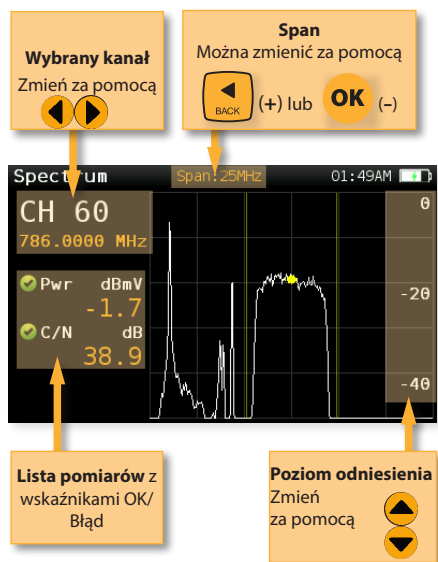 Wybrany kanał
Zmień za pomocą
Span
Można zmienić za pomocą
BACK (+) lub OK (–)
Spectrum Span:25MHz 01:49AM
CH 60
786.0000 MHz
Pwr dBmV
-1.7
C/N dB
38.9
0
-20
-40
Lista pomiarów z
wskaźnikami OK/
Błąd
Poziom odniesienia
Zmień
za pomocą